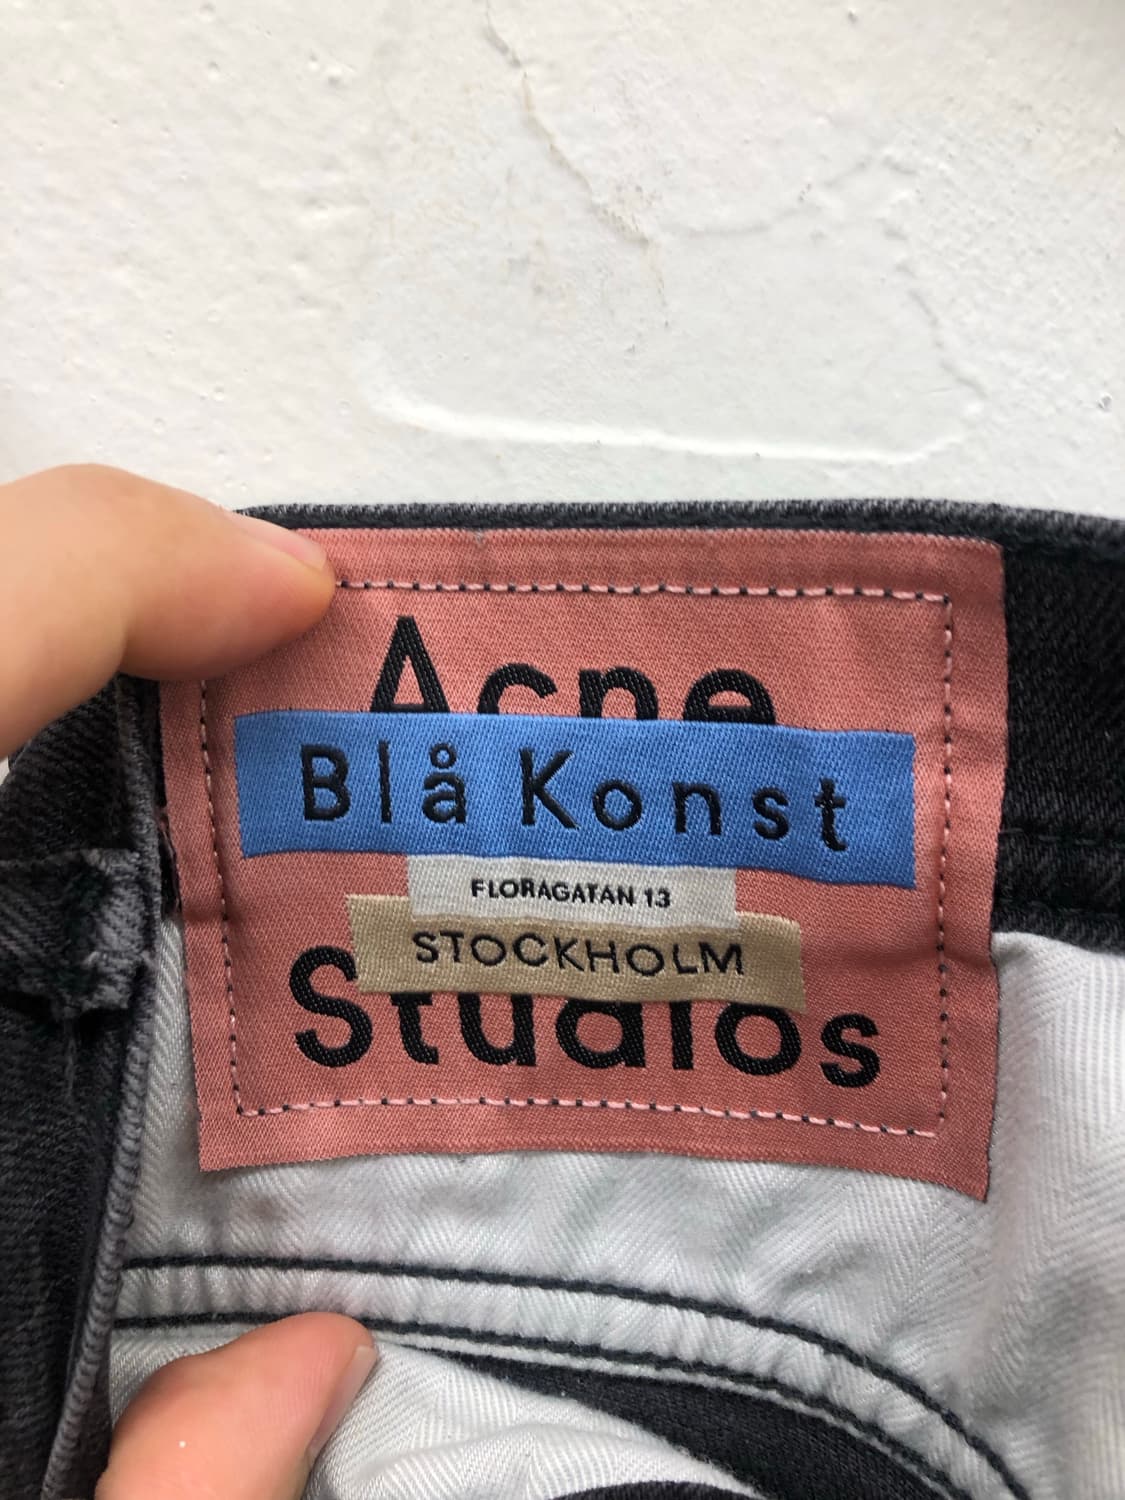 Acne
Blå Konst
FLORAGATAN 13
STOCKHOLM
Studios